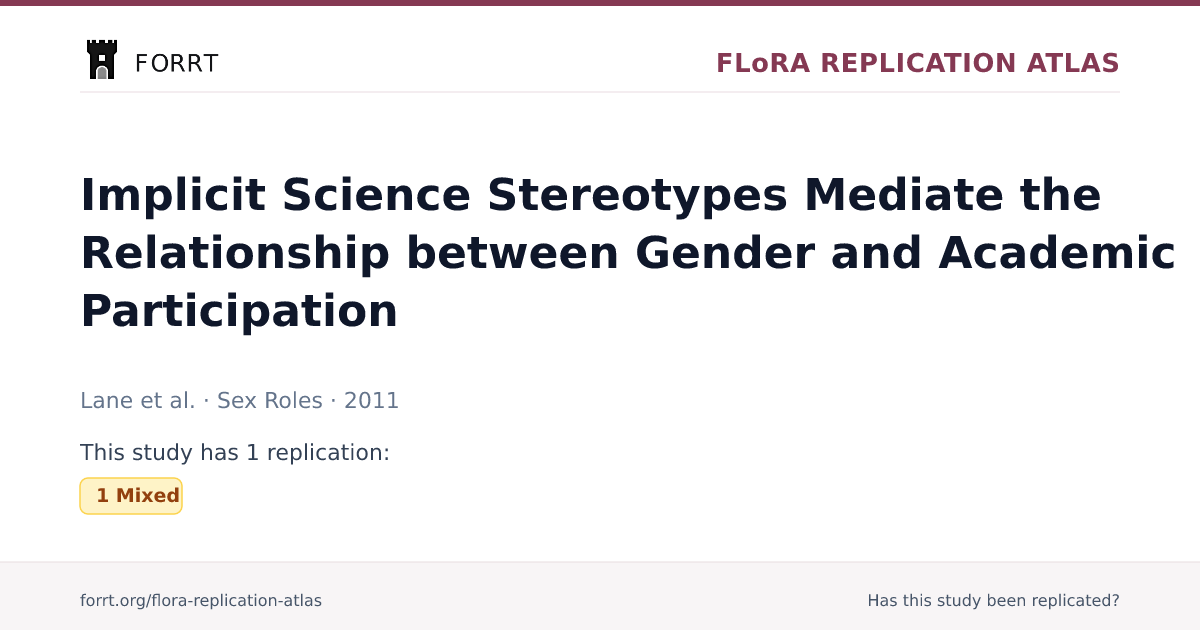 FORRT
FLoRA REPLICATION ATLAS
Implicit Science Stereotypes Mediate the
Relationship between Gender and Academic
Participation
Lane et al. · Sex Roles · 2011
This study has 1 replication:
1 Mixed
forrt.org/flora-replication-atlas
Has this study been replicated?